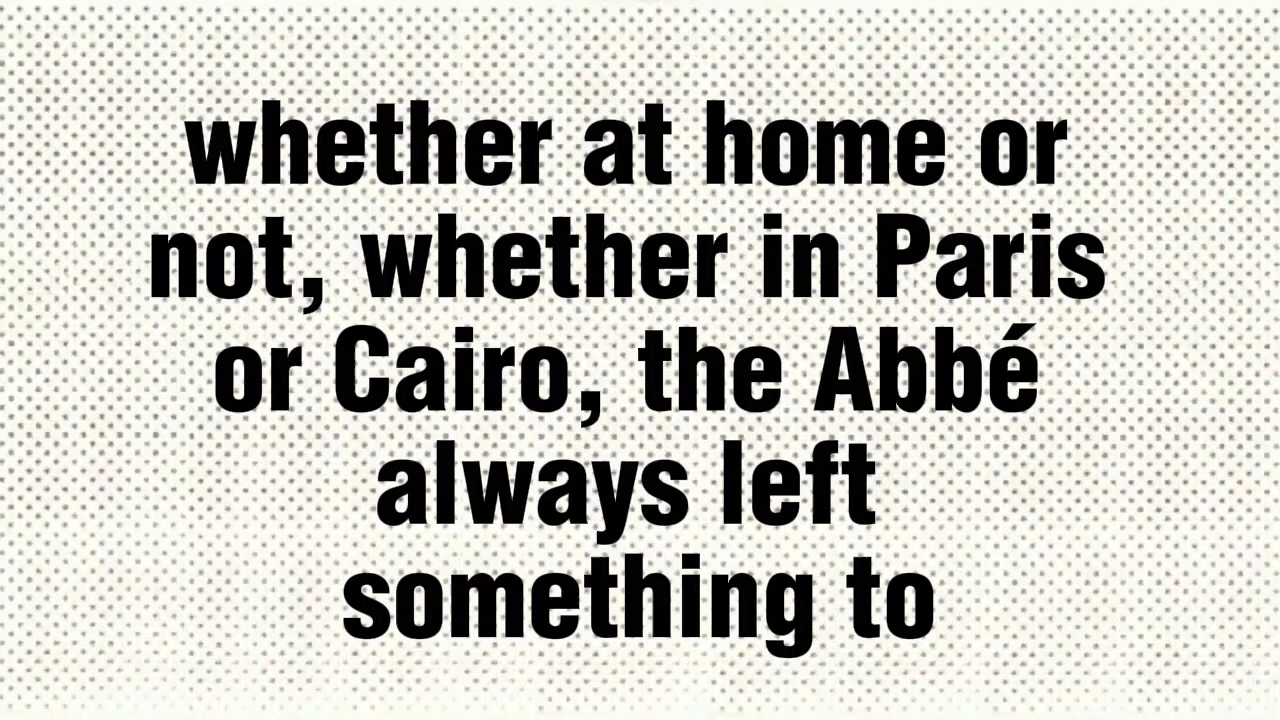 whether at home or
not, whether in Paris
or Cairo, the Abbé
always left
something to